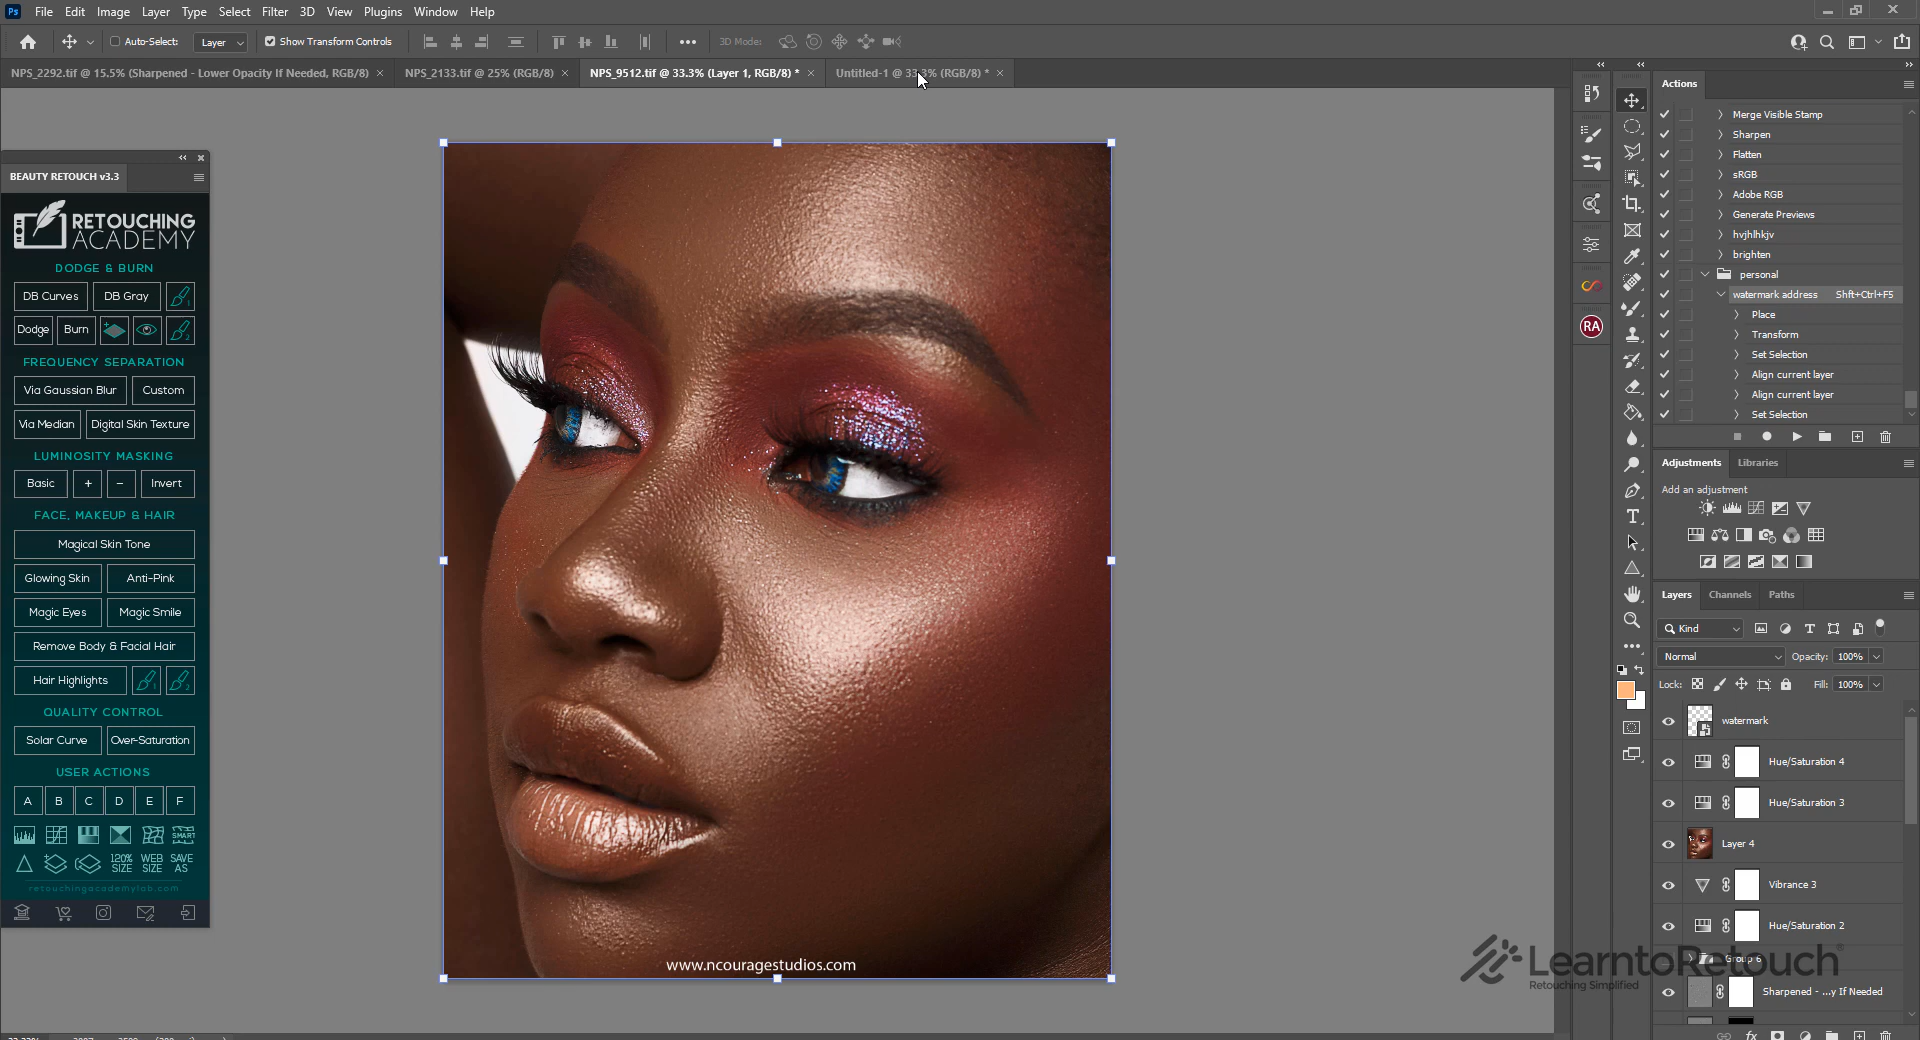 Ps File Edit Image Layer Type Select Filter 3D View Plugins Window Help
Auto-Select: Layer Show Transform Controls 3D Mode:
NPS_2292.tif @ 15.5% (Sharpened - Lower Opacity If Needed, RGB/8) × NPS_2133.tif @ 25% (RGB/8) × NPS_9512.tif @ 33.3% (Layer 1, RGB/8) * × Untitled-1 @ 33.3% (RGB/8) * ×
BEAUTY RETOUCH v3.3
RETOUCHING
ACADEMY
DODGE & BURN
DB Curves DB Gray
Dodge Burn
FREQUENCY SEPARATION
Via Gaussian Blur Custom
Via Median Digital Skin Texture
LUMINOSITY MASKING
Basic + − Invert
FACE, MAKEUP & HAIR
Magical Skin Tone
Glowing Skin Anti-Pink
Magic Eyes Magic Smile
Remove Body & Facial Hair
Hair Highlights
QUALITY CONTROL
Solar Curve Over-Saturation
USER ACTIONS
A B C D E F
SMART
120% SIZE WEB SIZE SAVE AS
retouchingacademylab.com
www.ncouragestudios.com
RA
Actions
Merge Visible Stamp
Sharpen
Flatten
sRGB
Adobe RGB
Generate Previews
hvjhlhkjv
brighten
personal
watermark address Shft+Ctrl+F5
Place
Transform
Set Selection
Align current layer
Align current layer
Set Selection
Adjustments Libraries
Add an adjustment
Layers Channels Paths
Kind
Normal Opacity: 100%
Lock: Fill: 100%
watermark
Hue/Saturation 4
Hue/Saturation 3
Layer 4
Vibrance 3
Hue/Saturation 2
Group 6
Sharpened - ...y If Needed
LearntoRetouch
Retouching Simplified